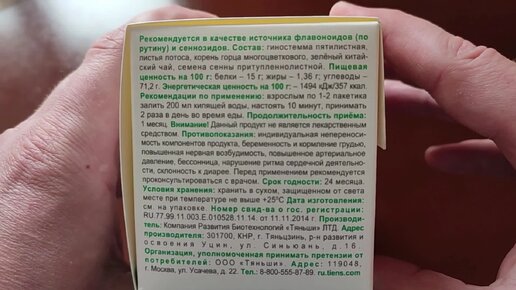 Рекомендуется в качестве источника флавоноидов (по
рутину) и сеннозидов. Состав: гиностемма пятилистная,
листья лотоса, корень горца многоцветкового, зелёный китай-
ский чай, семена сенны притупленнолистной. Пищевая
ценность на 100 г: белки – 15 г; жиры – 1,36 г; углеводы –
71,2 г. Энергетическая ценность на 100 г: – 1494 кДж/357 ккал.
Рекомендации по применению: взрослым по 1-2 пакетика
залить 200 мл кипящей воды, настоять 10 минут, принимать
2 раза в день во время еды. Продолжительность приёма:
1 месяц. Внимание! Данный продукт не является лекарственным
средством. Противопоказания: индивидуальная непереноси-
мость компонентов продукта, беременность и кормление грудью,
повышенная нервная возбудимость, повышенное артериальное
давление, бессонница, нарушение ритма сердечной деятельно-
сти, склонность к диарее. Перед применением рекомендуется
проконсультироваться с врачом. Срок годности: 24 месяца.
Условия хранения: хранить в сухом, защищенном от света
месте при температуре не выше +25°С Дата изготовления:
см. на упаковке. Номер свид-ва о гос. регистрации:
RU.77.99.11.003.Е.010528.11.14 от 11.11.2014 Производи-
тель: Компания Развития Биотехнологий «Тяньши» ЛТД. Адрес
производителя: 301700, КНР, г. Тяньцзинь, р-н развития и
освоения Уцин, ул. Синьюань, д.16.
Организация, уполномоченная принимать претензии от
потребителей: ООО «Тяньши». Адрес: 119048,
г. Москва, ул. Усачева, д. 22. Тел.: 8-800-555-87-89. ru.tiens.com